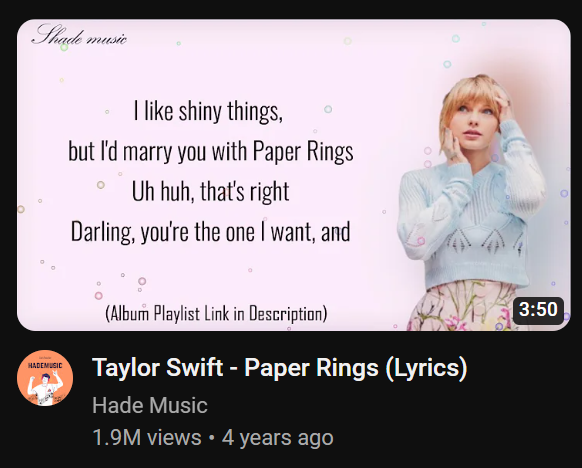 Shade music
I like shiny things,
but I'd marry you with Paper Rings
Uh huh, that's right
Darling, you're the one I want, and
(Album Playlist Link in Description)
3:50
HADEMUSIC
Taylor Swift - Paper Rings (Lyrics)
Hade Music
1.9M views • 4 years ago